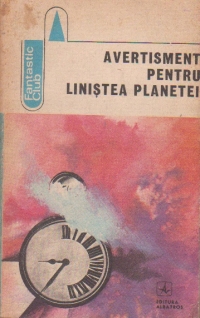 Fantastic
Club
AVERTISMENT
PENTRU
LINIȘTEA PLANETEI
EDITURA
ALBATROS